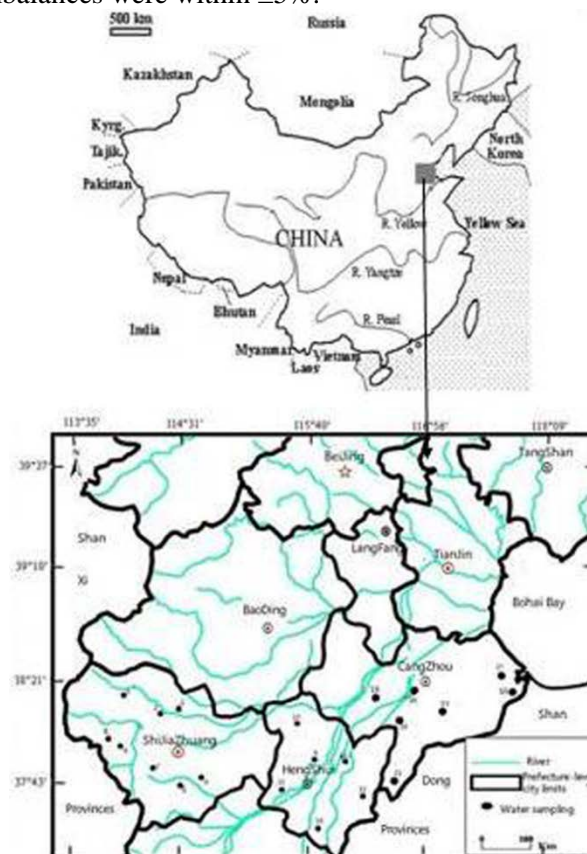 imbalances were within ±5%.
500 km
Russia
Kazakhstan
Mongolia
R. Songhua
Kyrg.
North
Korea
Tajik.
Pakistan
R. Yellow
Yellow Sea
CHINA
R. Yangtze
Nepal
Bhutan
R. Pearl
India
Myanmar
Vietnam
Laos
113°35'
114°31'
115°40'
116°56'
118°09'
N
39°37
BeiJing
TangShan
Shan
Xi
LangFang
TianJin
39°10'
BaoDing
Bohai Bay
CangZhou
38°21
Shan
ShiJiaZhuang
HengShui
River
Prefecture-level
city limits
37°43'
Dong
Provinces
Water sampling
Provinces
Km